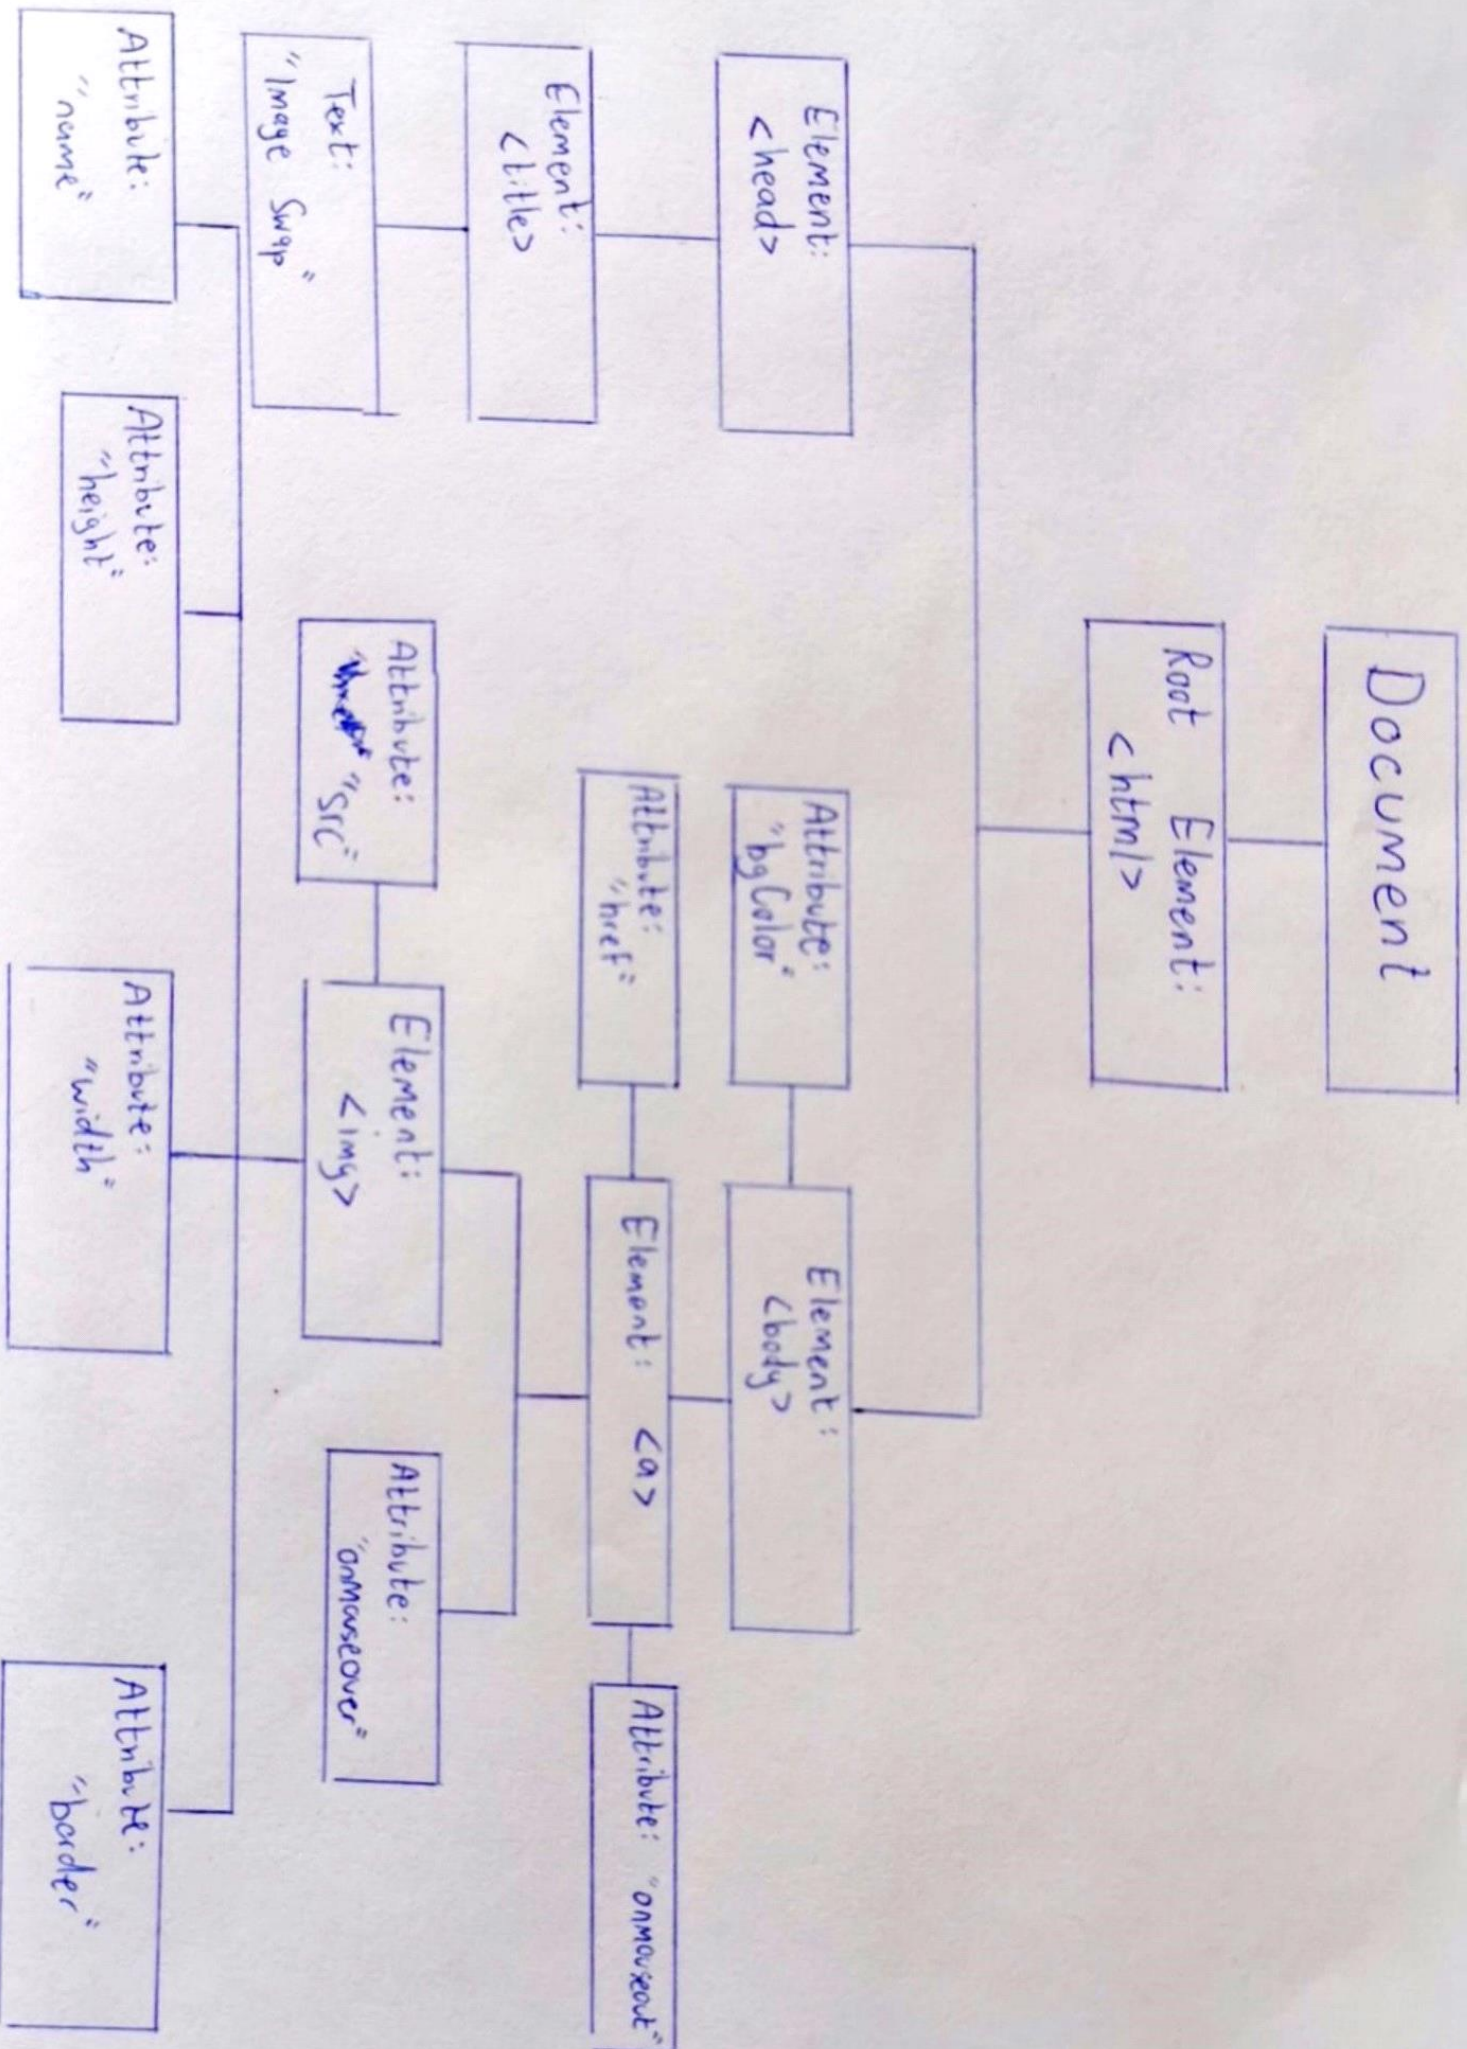 Document
Root Element:
<html>
Element:
<head>
Element:
<body>
Attribute:
"bgColor"
Element:
<title>
Element: <a>
Attribute:
"href"
Attribute: "onmouseout"
Text:
"Image Swap"
Attribute:
"src"
Element:
<img>
Attribute:
"onmouseover"
Attribute:
"name"
Attribute:
"height"
Attribute:
"width"
Attribute:
"border"